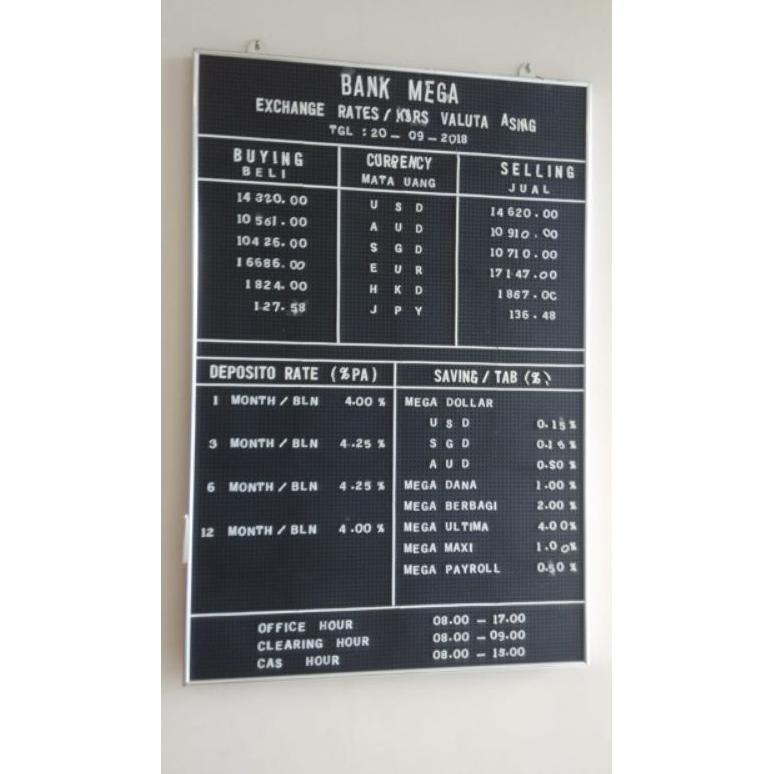 BANK MEGA
EXCHANGE RATES / KURS VALUTA ASING
TGL : 20 - 09 - 2018
BUYING CURRENCY SELLING
BELI MATA UANG JUAL
14 320.00 U S D 14 620.00
10 561.00 A U D 10 910.00
10426.00 S G D 10 710.00
16686.00 E U R 17147.00
1824.00 H K D 1867.00
127.58 J P Y 136.48
DEPOSITO RATE (%PA) SAVING / TAB (%)
1 MONTH / BLN 4.00 % MEGA DOLLAR
U S D 0.15%
3 MONTH / BLN 4.25 % S G D
A U D 0.50 %
6 MONTH / BLN 4.25 % MEGA DANA 1.00 %
MEGA BERBAGI 2.00 %
12 MONTH / BLN 4.00 % MEGA ULTIMA 4.00%
MEGA MAXI 1.00%
MEGA PAYROLL 0.50 %
OFFICE HOUR 08.00 - 17.00
CLEARING HOUR 08.00 - 09.00
CAS HOUR 08.00 - 15.00